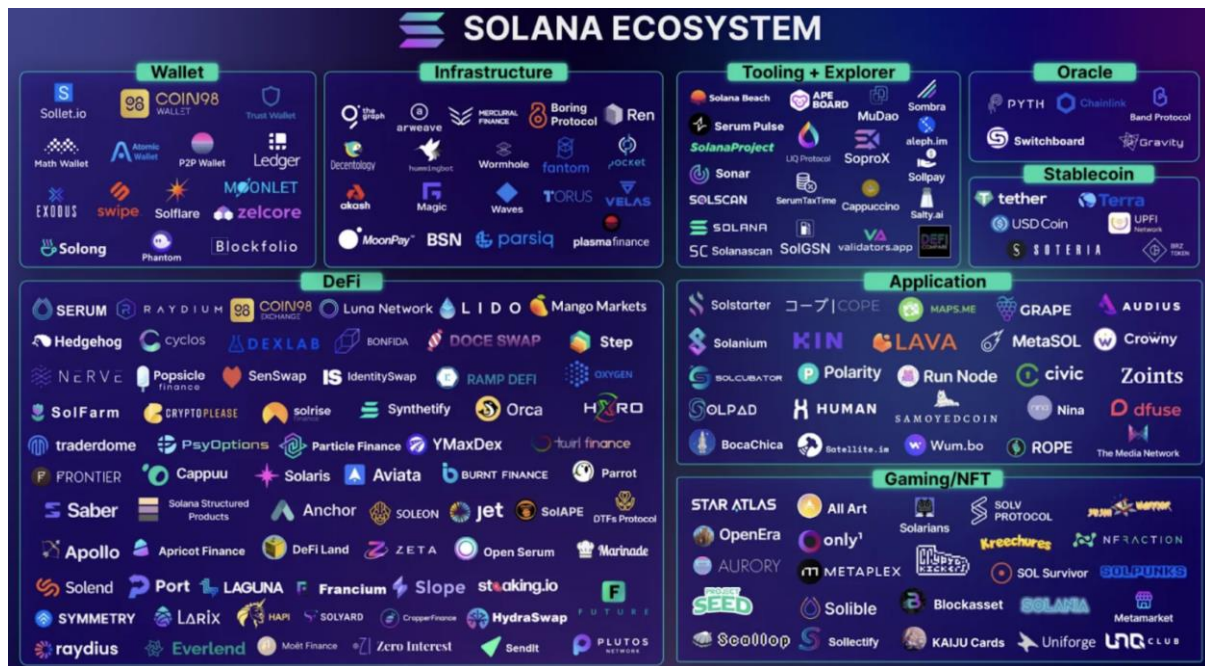 SOLANA ECOSYSTEM
Wallet
Sollet.io
98
COIN98
WALLET
Trust Wallet
Math Wallet
Atomic
Wallet
P2P Wallet
Ledger
EXODUS
swipe
Solflare
MOONLET
zelcore
Solong
Phantom
Blockfolio
Infrastructure
the
graph
arweave
MERCURIAL
FINANCE
Boring
Protocol
Ren
Decentology
hummingbot
Wormhole
fantom
pocket
akash
Magic
Waves
TORUS
VELAS
MoonPay
BSN
parsiq
plasmafinance
Tooling + Explorer
Solana Beach
APE
BOARD
MuDao
Sombra
Serum Pulse
SolanaProject
LIQ Protocol
SoproX
aleph.im
Sonar
Sollpay
SOLSCAN
SerumTaxTime
Cappuccino
Salty.ai
SOLANA
SC Solanascan
SolGSN
validators.app
DEFI
Oracle
PYTH
Chainlink
Band Protocol
Switchboard
Gravity
Stablecoin
tether
Terra
USD Coin
UPFI
Network
SOTERIA
BRZ
TOKEN
DeFi
SERUM
RAYDIUM
98
COIN98
EXCHANGE
Luna Network
LIDO
Mango Markets
Hedgehog
cyclos
DEXLAB
BONFIDA
DOCE SWAP
Step
NERVE
Popsicle
finance
SenSwap
IS IdentitySwap
RAMP DEFI
OXYGEN
SolFarm
CRYPTOPLEASE
solrise
Synthetify
Orca
HXRO
traderdome
PsyOptions
Particle Finance
YMaxDex
twirl finance
FRONTIER
Cappuu
Solaris
Aviata
BURNT FINANCE
Parrot
Saber
Solana Structured
Products
Anchor
SOLEON
jet
SolAPE
DTFs Protocol
Apollo
Apricot Finance
DeFi Land
ZETA
Open Serum
Marinade
Solend
Port
LAGUNA
Francium
Slope
staking.io
FUTURE
SYMMETRY
LARIX
HAPI
SOLYARD
CropperFinance
HydraSwap
raydius
Everlend
Moët Finance
Zero Interest
SendIt
PLUTOS
NETWORK
Application
Solstarter
コープ|COPE
MAPS.ME
GRAPE
AUDIUS
Solanium
KIN
LAVA
MetaSOL
Crowny
SOLCUBATOR
Polarity
Run Node
civic
Zoints
SOLPAD
HUMAN
SAMOYEDCOIN
Nina
dfuse
BocaChica
Satellite.im
Wum.bo
ROPE
The Media Network
Gaming/NFT
STAR ATLAS
All Art
Solarians
SOLV
PROTOCOL
OpenEra
only1
Kreechures
NFRACTION
AURORY
METAPLEX
SOL Survivor
SOLPUNKS
PROJECT
SEED
Solible
Blockasset
SOLANIA
Metamarket
Scallop
Sollectify
KAIJU Cards
Uniforge
UNQ CLUB